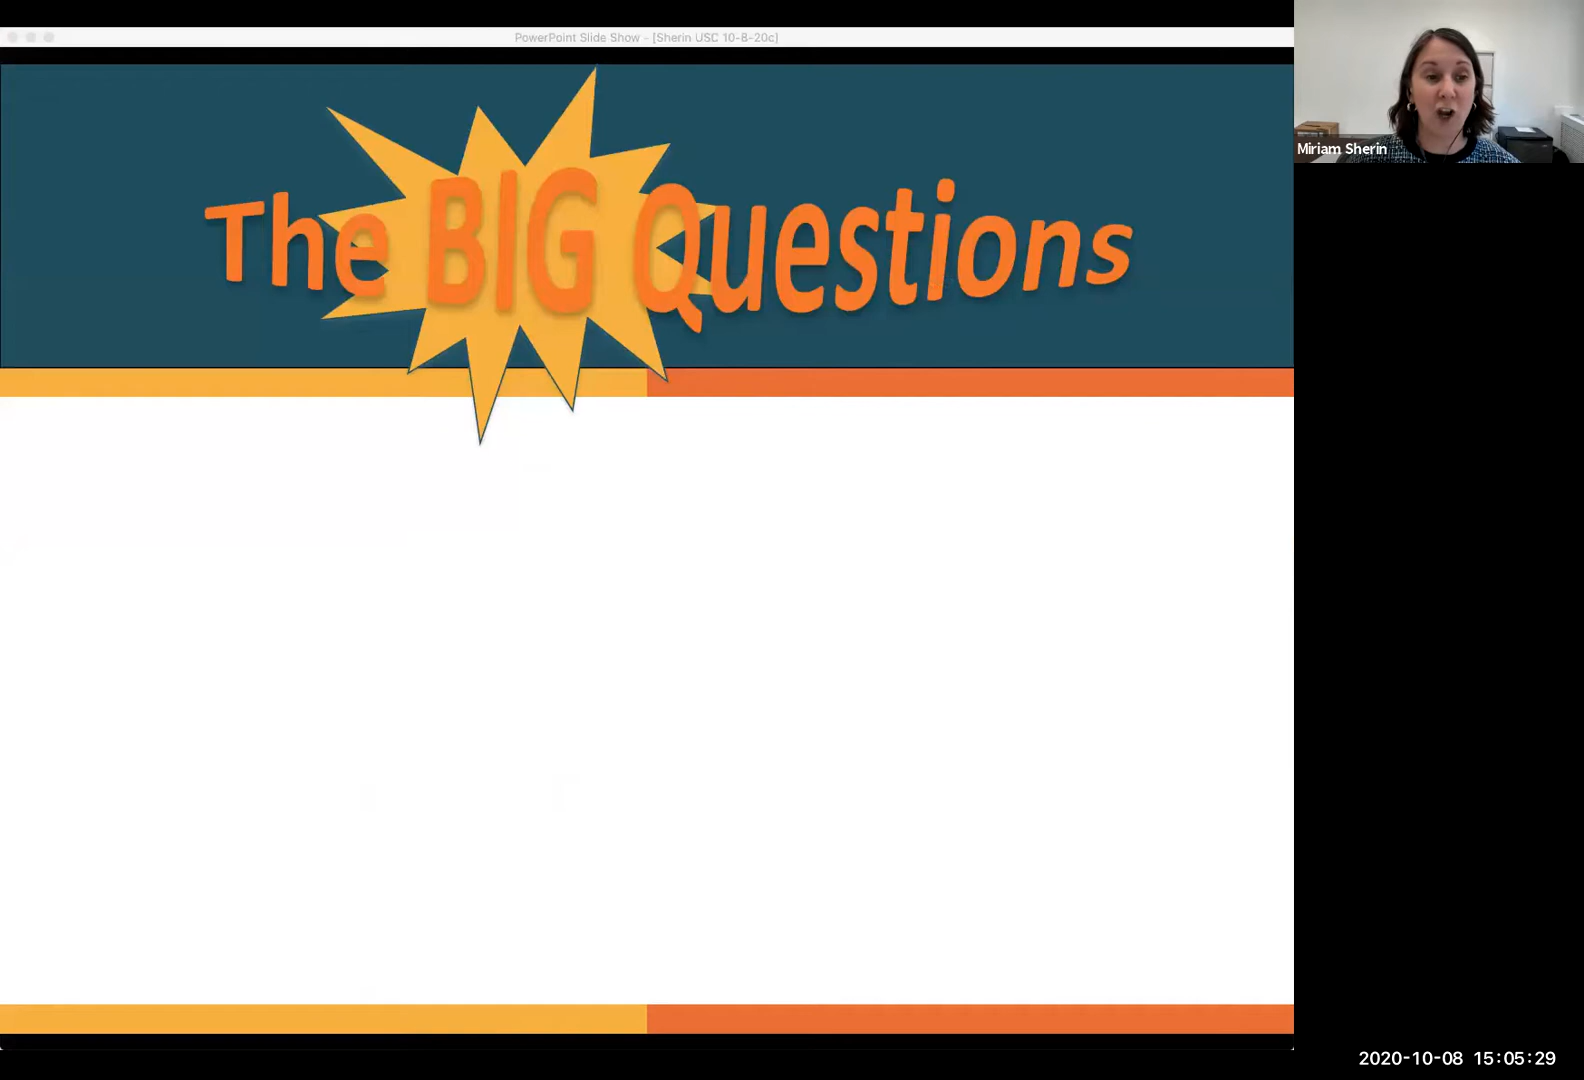 PowerPoint Slide Show - [Sherin USC 10-8-20c]
The BIG Questions
Miriam Sherin
2020-10-08 15:05:29